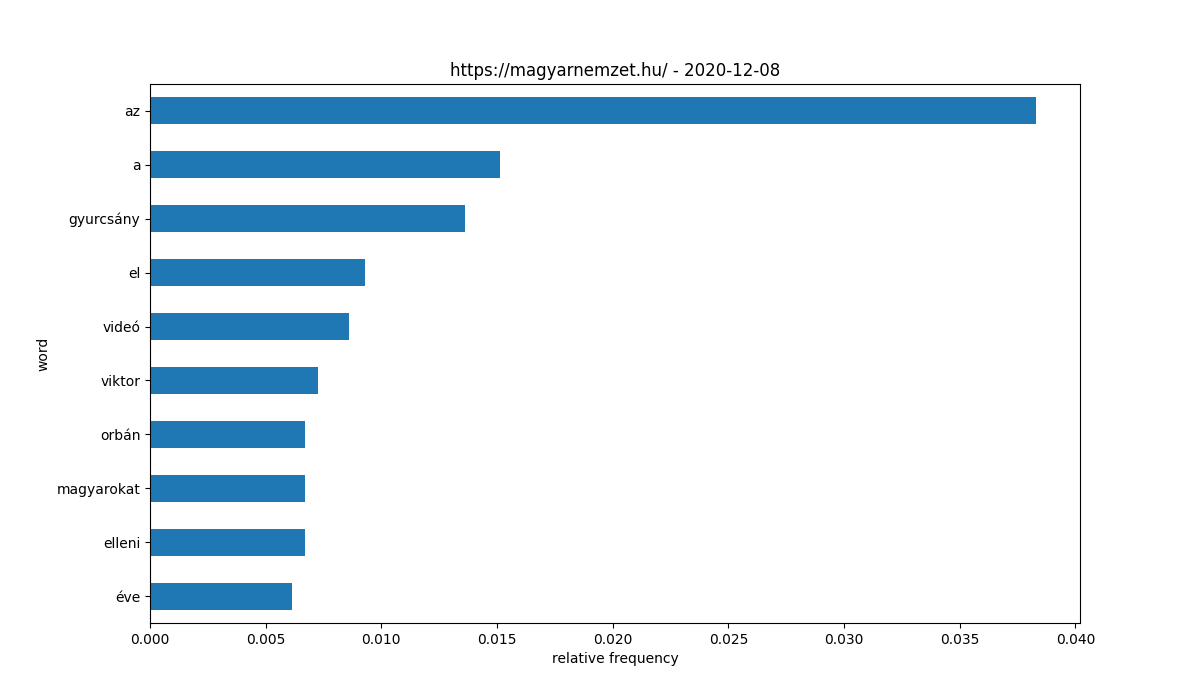 https://magyarnemzet.hu/ - 2020-12-08
az
a
gyurcsány
el
videó
viktor
orbán
magyarokat
elleni
éve
word
0.000 0.005 0.010 0.015 0.020 0.025 0.030 0.035 0.040
relative frequency